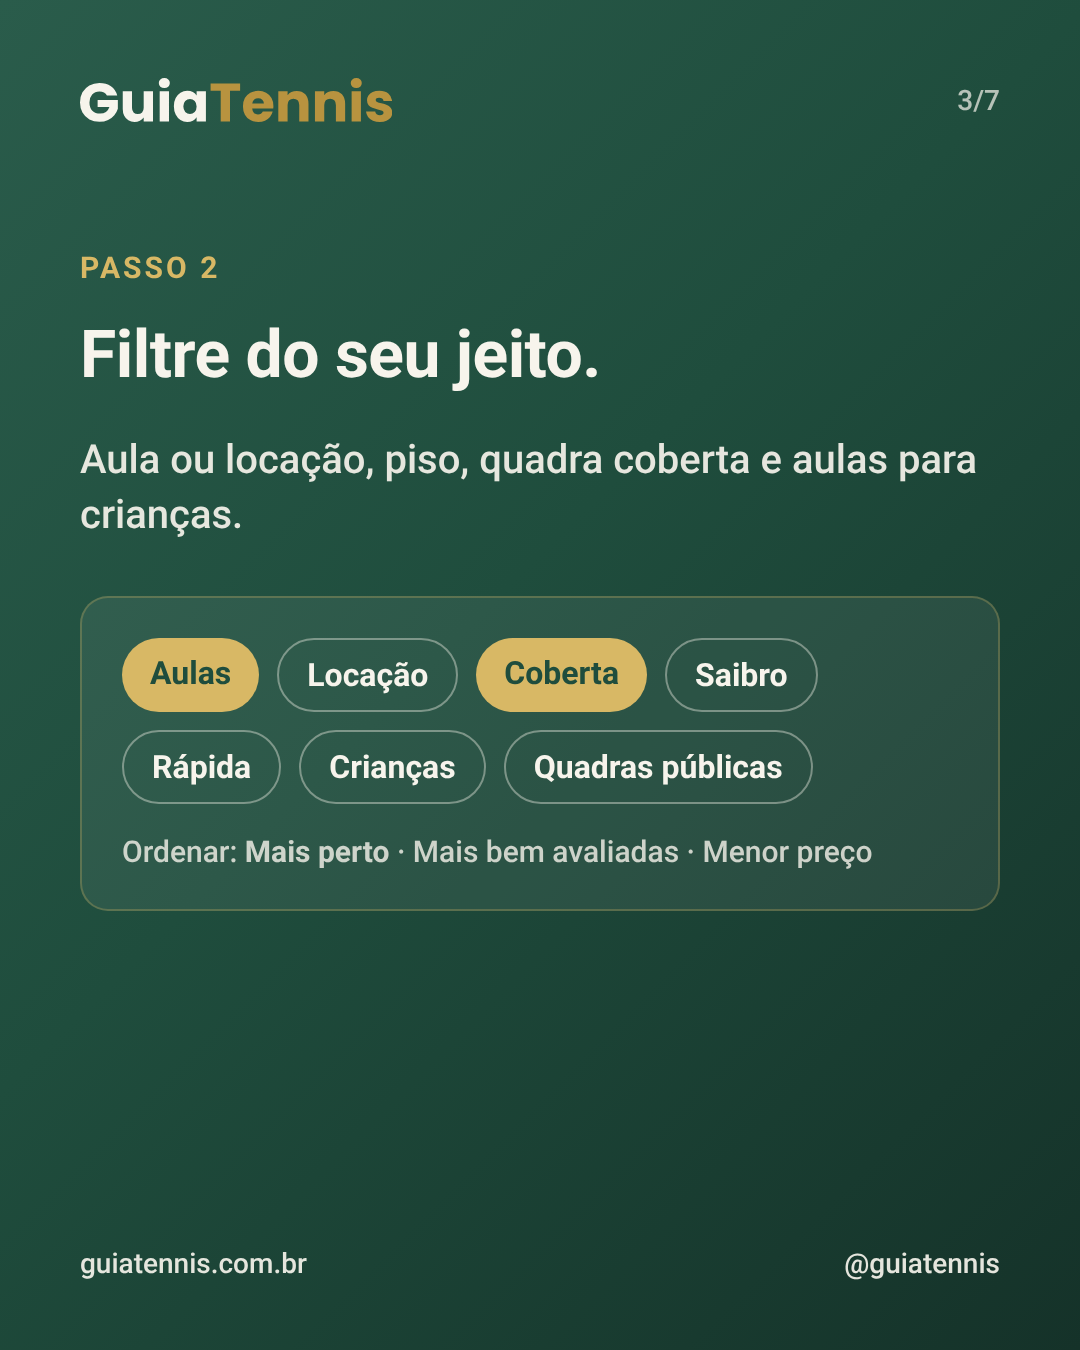 GuiaTennis
3/7
PASSO 2
Filtre do seu jeito.
Aula ou locação, piso, quadra coberta e aulas para
crianças.
Aulas Locação Coberta Saibro
Rápida Crianças Quadras públicas
Ordenar: Mais perto · Mais bem avaliadas · Menor preço
guiatennis.com.br
@guiatennis